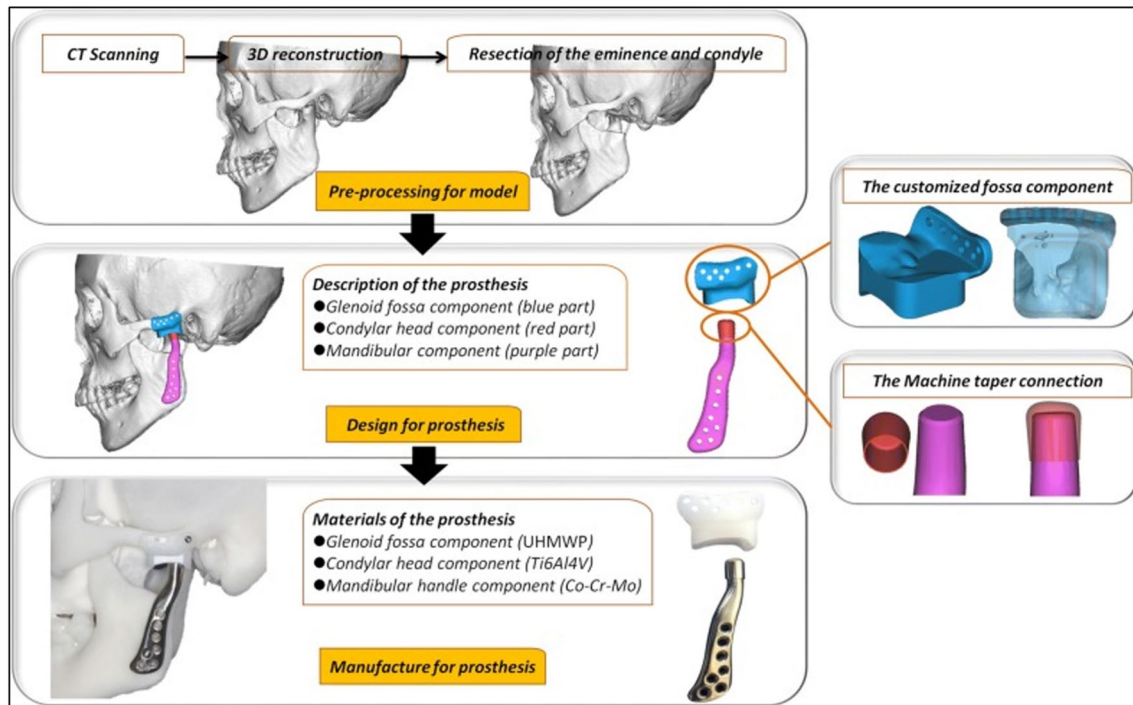 CT Scanning
3D reconstruction
Resection of the eminence and condyle
Pre-processing for model
Description of the prosthesis
●Glenoid fossa component (blue part)
●Condylar head component (red part)
●Mandibular component (purple part)
Design for prosthesis
The customized fossa component
The Machine taper connection
Materials of the prosthesis
●Glenoid fossa component (UHMWP)
●Condylar head component (Ti6Al4V)
●Mandibular handle component (Co-Cr-Mo)
Manufacture for prosthesis